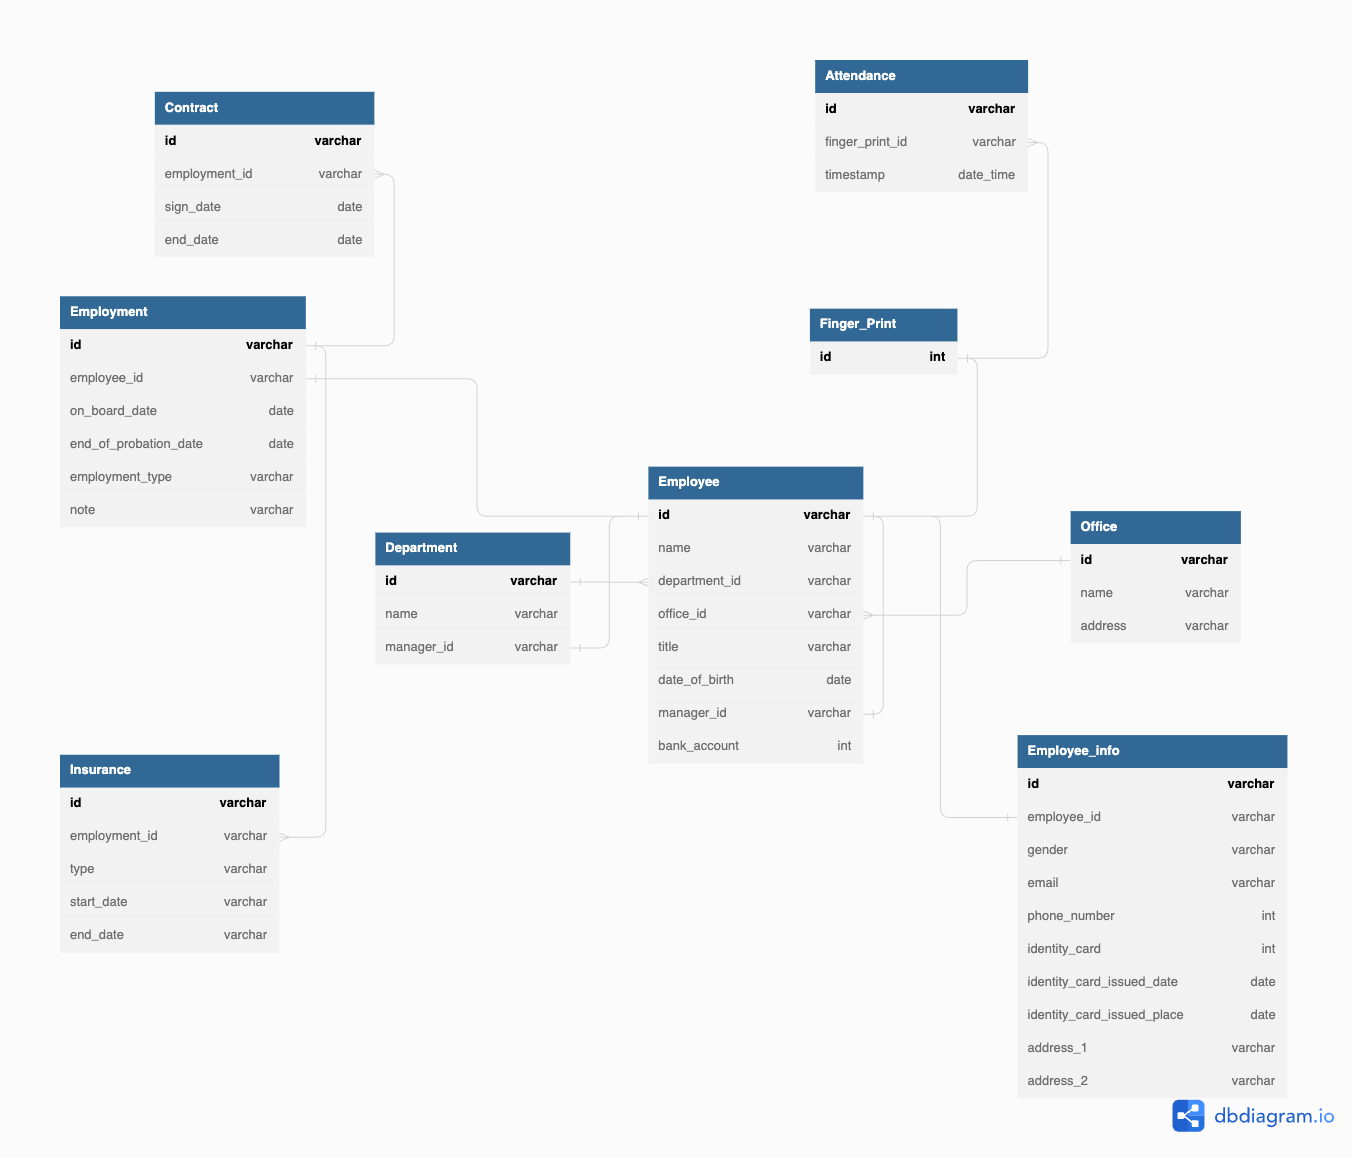 Contract
id varchar
employment_id varchar
sign_date date
end_date date
Attendance
id varchar
finger_print_id varchar
timestamp date_time
Employment
id varchar
employee_id varchar
on_board_date date
end_of_probation_date date
employment_type varchar
note varchar
Finger_Print
id int
Employee
id varchar
name varchar
department_id varchar
office_id varchar
title varchar
date_of_birth date
manager_id varchar
bank_account int
Department
id varchar
name varchar
manager_id varchar
Office
id varchar
name varchar
address varchar
Insurance
id varchar
employment_id varchar
type varchar
start_date varchar
end_date varchar
Employee_info
id varchar
employee_id varchar
gender varchar
email varchar
phone_number int
identity_card int
identity_card_issued_date date
identity_card_issued_place date
address_1 varchar
address_2 varchar
dbdiagram.io